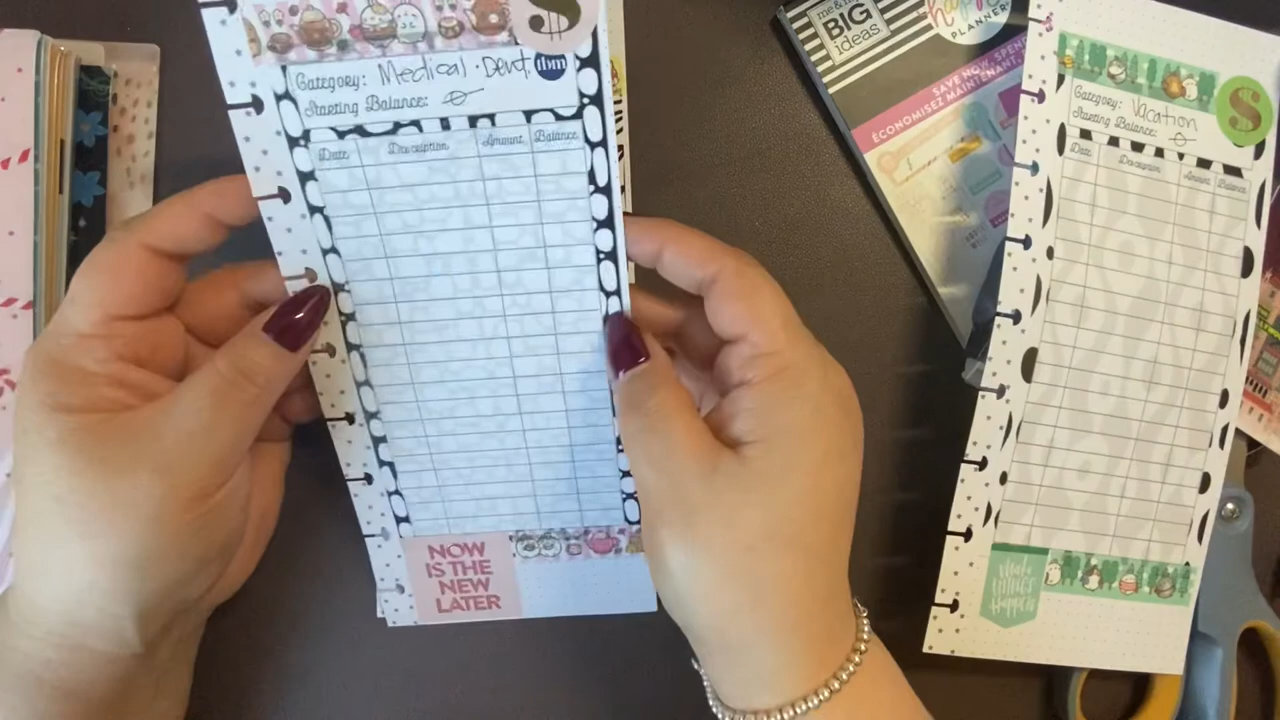 $
Category: Medical · Dent.
Starting Balance: ⌀
Date Description Amount Balance
NOW
IS THE
NEW
LATER
me & my
BIG
ideas
happy
PLANNER
SAVE NOW, SPEND
ÉCONOMISEZ MAINTENANT,
$
Category: Vacation
Starting Balance: ⌀
Date Description Amount Balance
make
things
happen